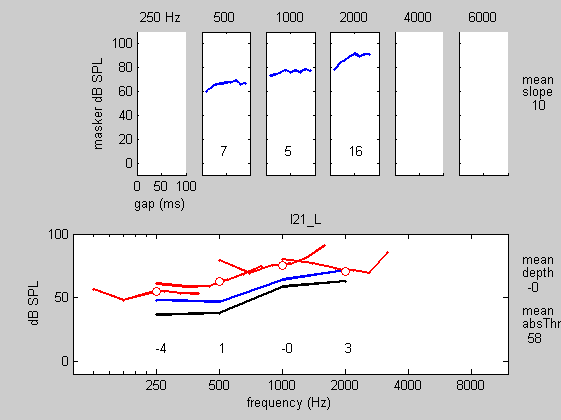 250 Hz 500 1000 2000 4000 6000
100
80
60
40
20
0
masker dB SPL
7 5 16
mean
slope
10
0 50 100
gap (ms)
I21_L
100
50
0
dB SPL
-4 1 -0 3
mean
depth
-0
mean
absThr
58
250 500 1000 2000 4000 8000
frequency (Hz)